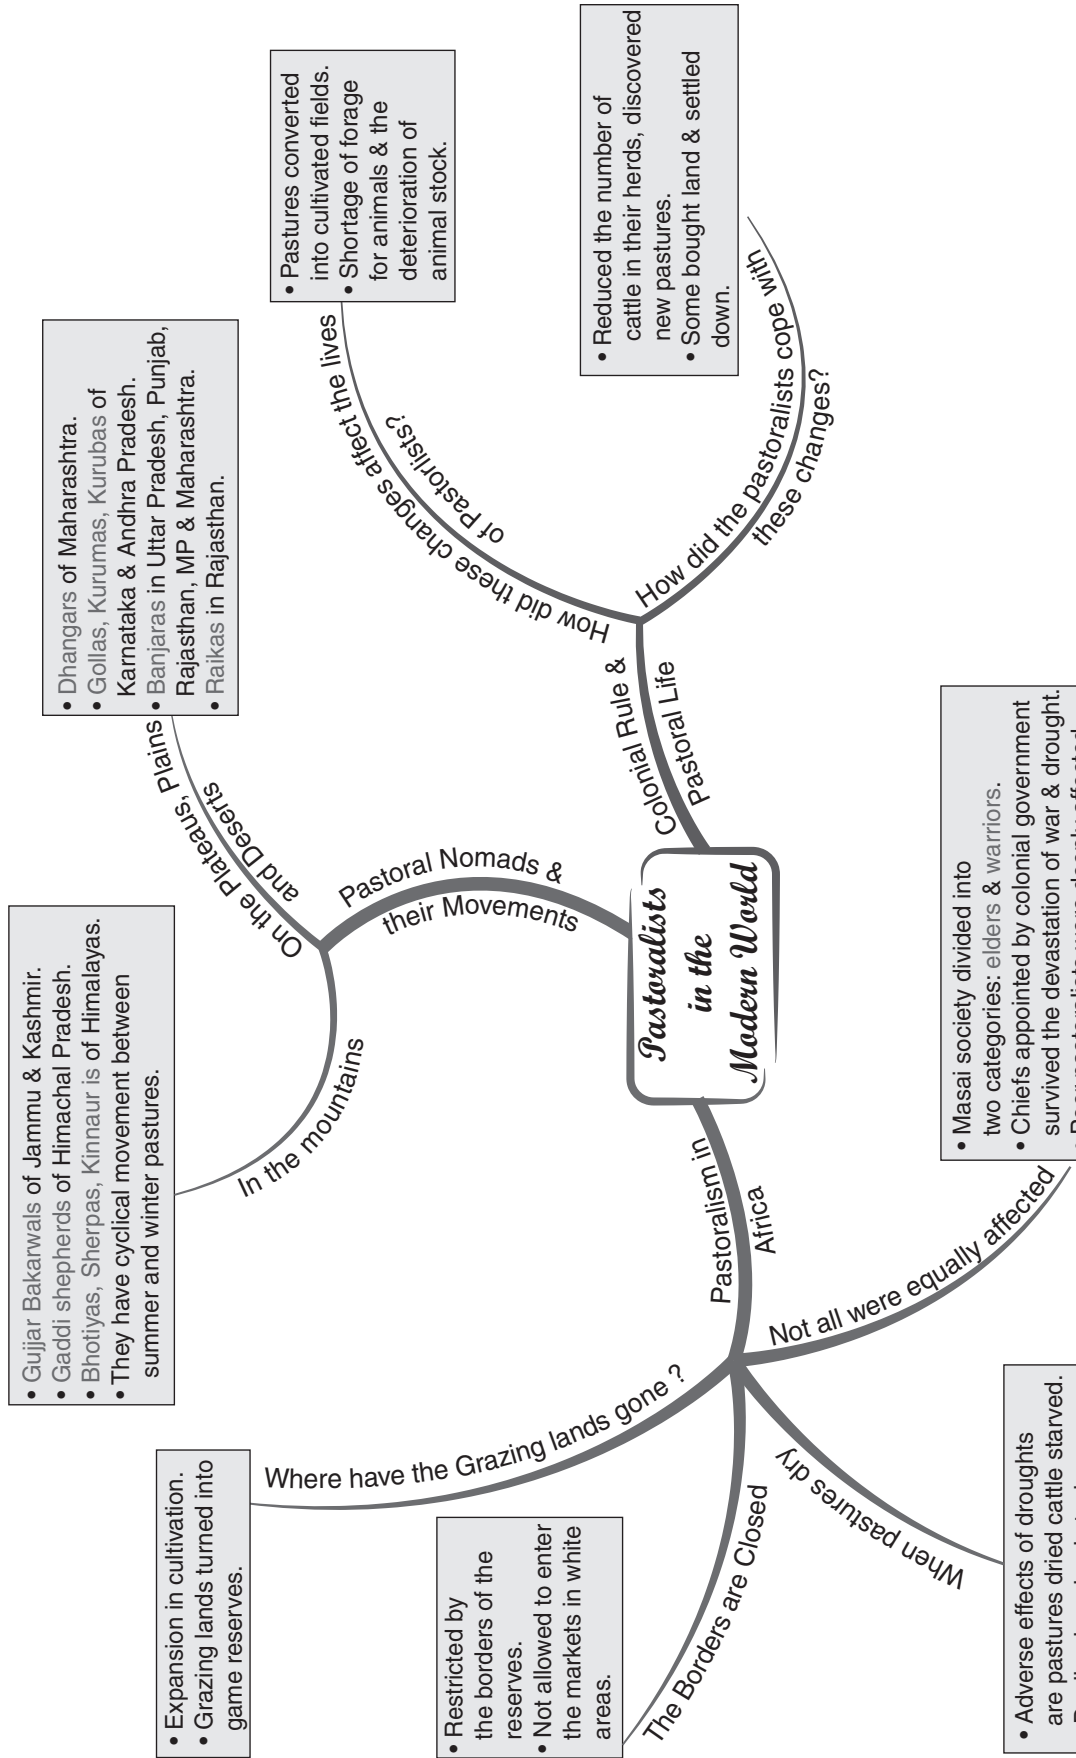 Pastoralists
in the
Modern World
Pastoral Nomads &
their Movements
In the mountains
• Gujjar Bakarwals of Jammu & Kashmir.
• Gaddi shepherds of Himachal Pradesh.
• Bhotiyas, Sherpas, Kinnaur is of Himalayas.
• They have cyclical movement between
summer and winter pastures.
On the Plateaus, Plains
and Deserts
• Dhangars of Maharashtra.
• Gollas, Kurumas, Kurubas of
Karnataka & Andhra Pradesh.
• Banjaras in Uttar Pradesh, Punjab,
Rajasthan, MP & Maharashtra.
• Raikas in Rajasthan.
Colonial Rule &
Pastoral Life
How did these changes affect the lives
of Pastorlists?
• Pastures converted
into cultivated fields.
• Shortage of forage
for animals & the
deterioration of
animal stock.
How did the pastoralists cope with
these changes?
• Reduced the number of
cattle in their herds, discovered
new pastures.
• Some bought land & settled
down.
Pastoralism in
Africa
Where have the Grazing lands gone ?
• Expansion in cultivation.
• Grazing lands turned into
game reserves.
The Borders are Closed
• Restricted by
the borders of the
reserves.
• Not allowed to enter
the markets in white
areas.
When pastures dry
• Adverse effects of droughts
are pastures dried cattle starved.
Not all were equally affected
• Masai society divided into
two categories: elders & warriors.
• Chiefs appointed by colonial government
survived the devastation of war & drought.